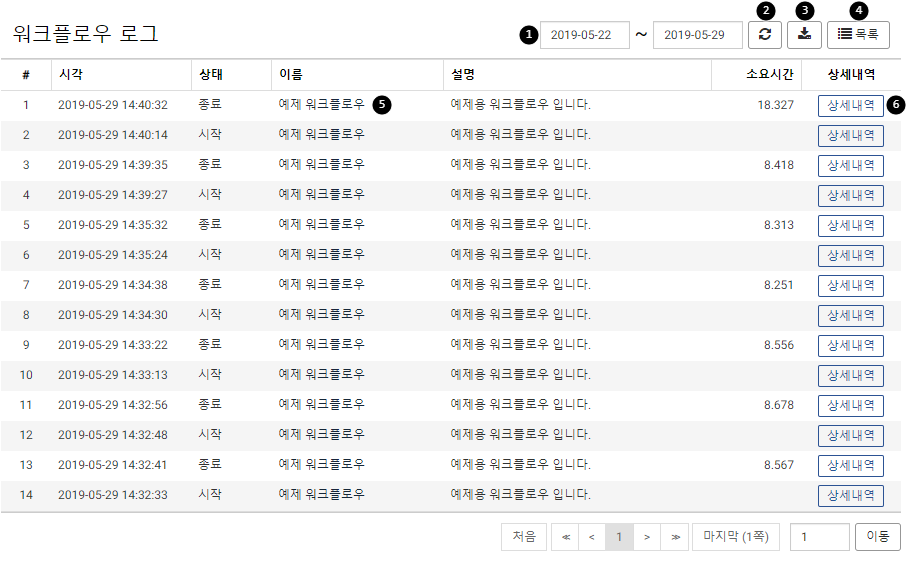 워크플로우 로그 1 2019-05-22 ~ 2019-05-29 2 3 4 목록
# 시각 상태 이름 설명 소요시간 상세내역
1 2019-05-29 14:40:32 종료 예제 워크플로우 5 예제용 워크플로우 입니다. 18.327 상세내역 6
2 2019-05-29 14:40:14 시작 예제 워크플로우 예제용 워크플로우 입니다. 상세내역
3 2019-05-29 14:39:35 종료 예제 워크플로우 예제용 워크플로우 입니다. 8.418 상세내역
4 2019-05-29 14:39:27 시작 예제 워크플로우 예제용 워크플로우 입니다. 상세내역
5 2019-05-29 14:35:32 종료 예제 워크플로우 예제용 워크플로우 입니다. 8.313 상세내역
6 2019-05-29 14:35:24 시작 예제 워크플로우 예제용 워크플로우 입니다. 상세내역
7 2019-05-29 14:34:38 종료 예제 워크플로우 예제용 워크플로우 입니다. 8.251 상세내역
8 2019-05-29 14:34:30 시작 예제 워크플로우 예제용 워크플로우 입니다. 상세내역
9 2019-05-29 14:33:22 종료 예제 워크플로우 예제용 워크플로우 입니다. 8.556 상세내역
10 2019-05-29 14:33:13 시작 예제 워크플로우 예제용 워크플로우 입니다. 상세내역
11 2019-05-29 14:32:56 종료 예제 워크플로우 예제용 워크플로우 입니다. 8.678 상세내역
12 2019-05-29 14:32:48 시작 예제 워크플로우 예제용 워크플로우 입니다. 상세내역
13 2019-05-29 14:32:41 종료 예제 워크플로우 예제용 워크플로우 입니다. 8.567 상세내역
14 2019-05-29 14:32:33 시작 예제 워크플로우 예제용 워크플로우 입니다. 상세내역
처음 ≪ < 1 > ≫ 마지막 (1쪽) 1 이동